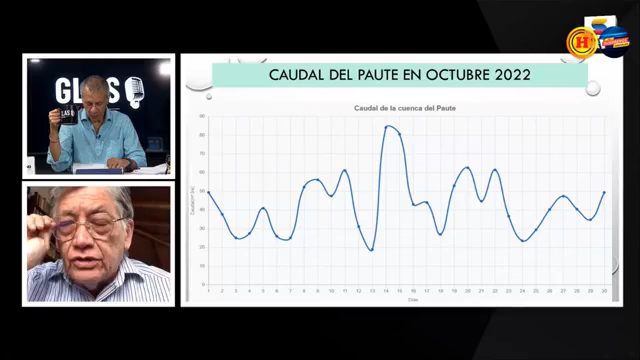 H
GLAS
CAUDAL DEL PAUTE EN OCTUBRE 2022
Caudal de la cuenca del Paute
90
80
70
60
50
40
30
20
10
0
1 2 3 4 5 6 7 8 9 10 11 12 13 14 15 16 17 18 19 20 21 22 23 24 25 26 27 28 29 30
Días